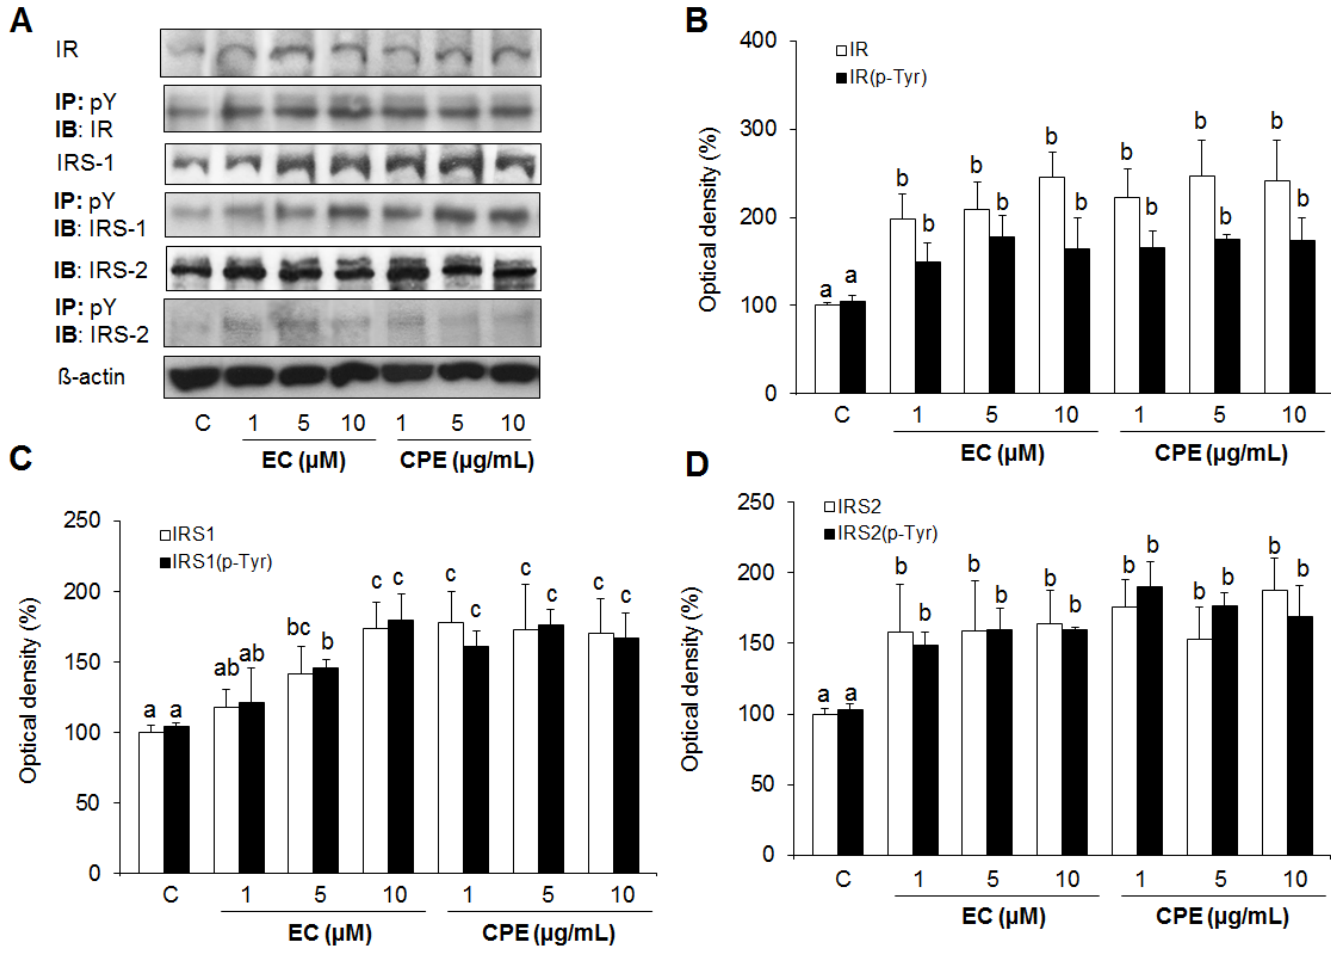 A
IR
IP: pY
IB: IR
IRS-1
IP: pY
IB: IRS-1
IB: IRS-2
IP: pY
IB: IRS-2
ß-actin
C 1 5 10 1 5 10
EC (µM) CPE (µg/mL)
B
400
300
200
100
0
Optical density (%)
IR
IR(p-Tyr)
a a b b b b b b b b b b b b
C 1 5 10 1 5 10
EC (µM) CPE (µg/mL)
C
250
200
150
100
50
0
Optical density (%)
IRS1
IRS1(p-Tyr)
a a ab ab bc b c c c c c c c c
C 1 5 10 1 5 10
EC (µM) CPE (µg/mL)
D
250
200
150
100
50
0
Optical density (%)
IRS2
IRS2(p-Tyr)
a a b b b b b b b b b b b b
C 1 5 10 1 5 10
EC (µM) CPE (µg/mL)